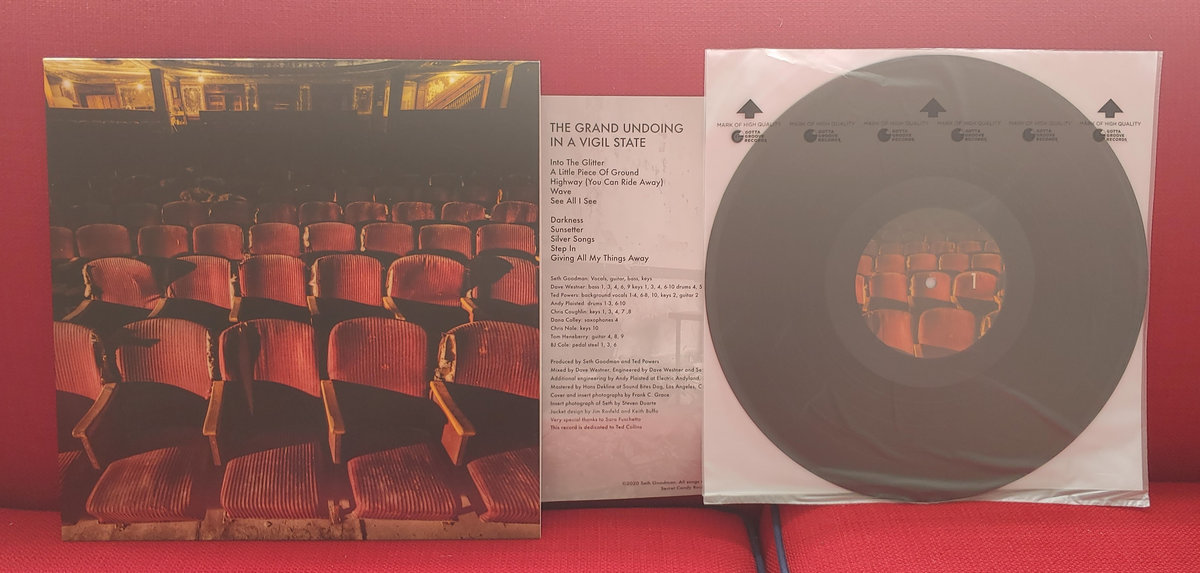 THE GRAND UNDOING
IN A VIGIL STATE
Into The Glitter
A Little Piece Of Ground
Highway (You Can Ride Away)
Wave
See All I See
Darkness
Sunsetter
Silver Songs
Step In
Giving All My Things Away
Seth Goodman: Vocals, guitar, bass, keys
Dave Westner: bass 1, 3, 4, 6, 9 keys 1, 3, 4, 6-10 drums 4, 5
Ted Powers: background vocals 1-4, 6-8, 10, keys 2, guitar 2
Andy Plaisted: drums 1-3, 6-10
Chris Coughlin: keys 1, 3, 4, 7, 8
Dana Colley: saxophones 4
Chris Nole: keys 10
Tom Heneberry: guitar 4, 8, 9
BJ Cole: pedal steel 1, 3, 6
Produced by Seth Goodman and Ted Powers
Mixed by Dave Westner, Engineered by Dave Westner and Se
Additional engineering by Andy Plaisted at Electric Andyland,
Mastered by Hans Dekline at Sound Bites Dog, Los Angeles, C
Cover and insert photographs by Frank C. Grace
Insert photograph of Seth by Steven Duarte
Jacket design by Jim and Keith Buffo
Very special thanks to Sara
This record is dedicated to Ted Collins
©2020 Seth Goodman. All songs
Secret Candy
MARK OF HIGH QUALITY MARK OF HIGH QUALITY MARK OF HIGH QUALITY MARK OF HIGH QUALITY MARK OF HIGH QUALITY MARK OF HIGH QUALITY
GOTTA GROOVE RECORDS GOTTA GROOVE RECORDS GOTTA GROOVE RECORDS GOTTA GROOVE RECORDS GOTTA GROOVE RECORDS GOTTA GROOVE RECORDS
1